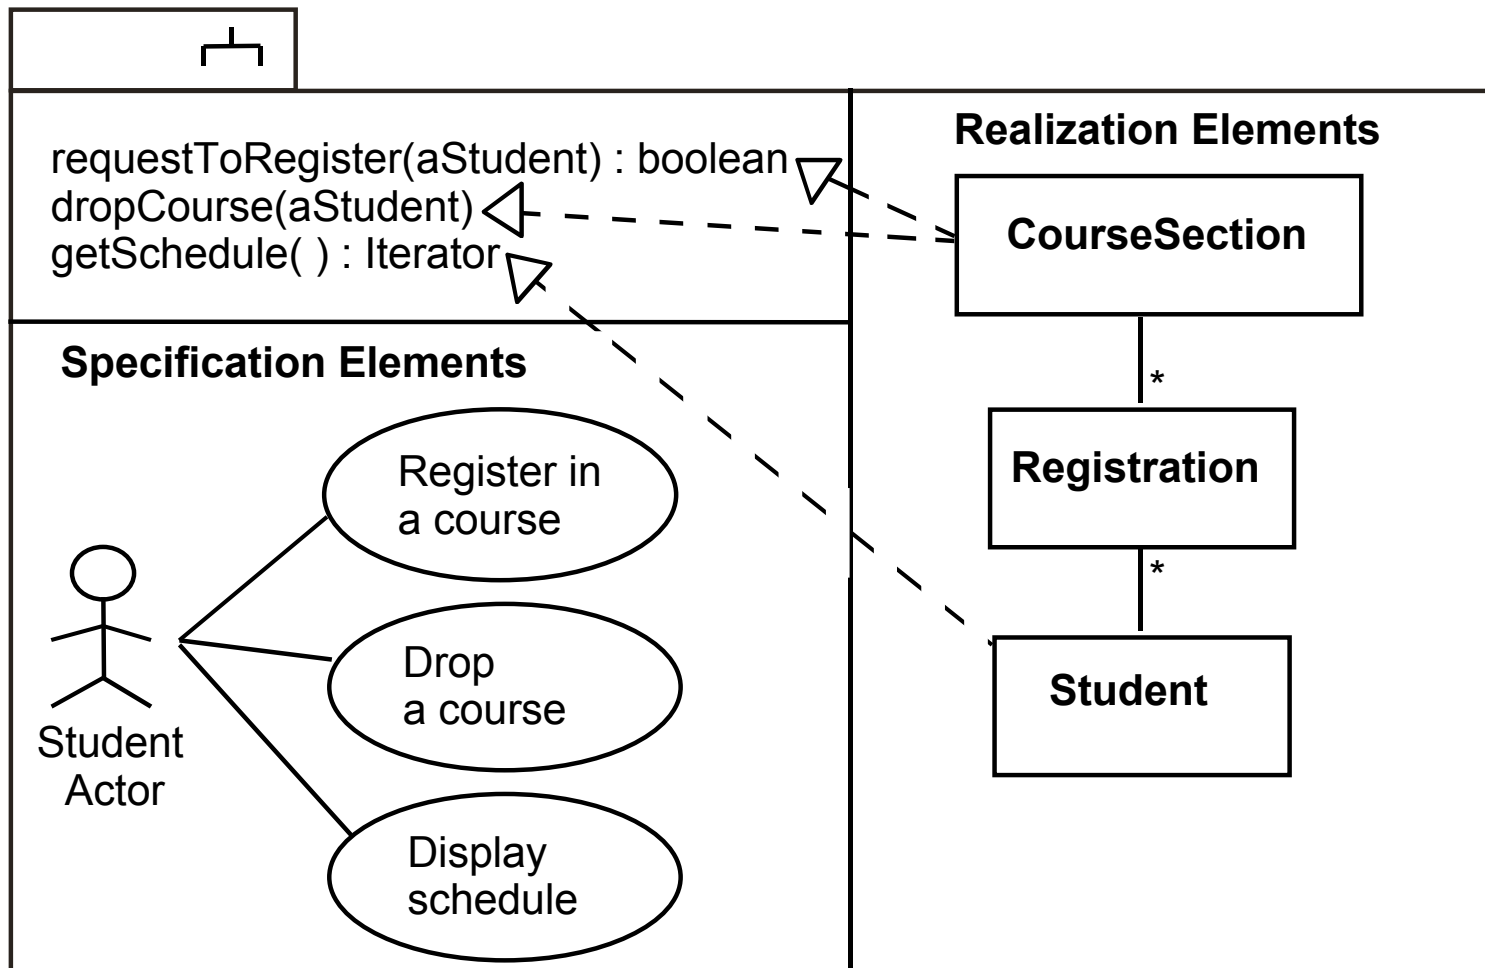 requestToRegister(aStudent) : boolean
dropCourse(aStudent)
getSchedule( ) : Iterator
Specification Elements
Register in
a course
Drop
a course
Display
schedule
Student
Actor
Realization Elements
CourseSection
*
Registration
*
Student